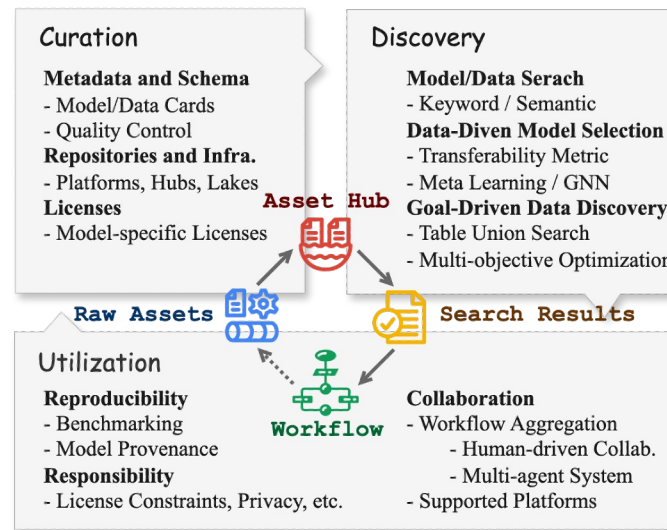 Curation
Metadata and Schema
- Model/Data Cards
- Quality Control
Repositories and Infra.
- Platforms, Hubs, Lakes
Licenses
- Model-specific Licenses
Discovery
Model/Data Serach
- Keyword / Semantic
Data-Diven Model Selection
- Transferability Metric
- Meta Learning / GNN
Goal-Driven Data Discovery
- Table Union Search
- Multi-objective Optimization
Asset Hub
Raw Assets
Search Results
Workflow
Utilization
Reproducibility
- Benchmarking
- Model Provenance
Responsibility
- License Constraints, Privacy, etc.
Collaboration
- Workflow Aggregation
- Human-driven Collab.
- Multi-agent System
- Supported Platforms